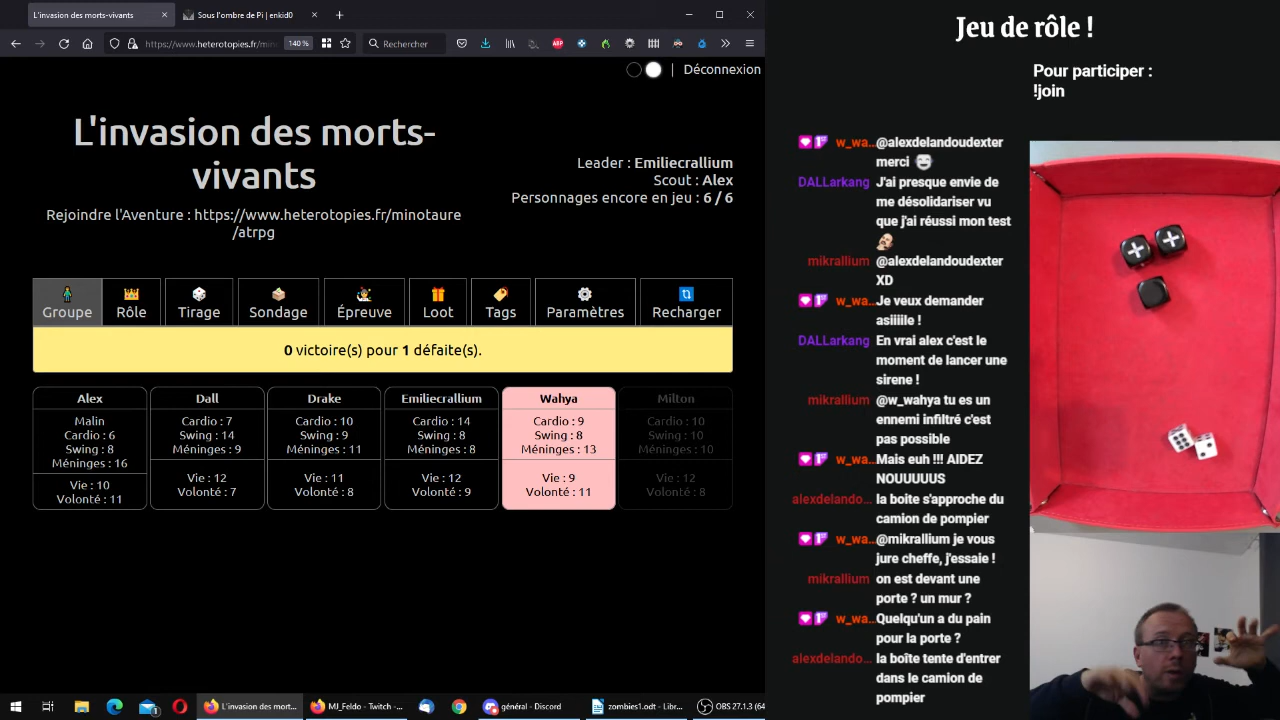 L'invasion des morts-vivants
Sous l'ombre de Pi | enkid0
https://www.heterotopies.fr/min
140 %
Rechercher
ABP
Déconnexion
L'invasion des morts-
vivants
Rejoindre l'Aventure : https://www.heterotopies.fr/minotaure
/atrpg
Leader : Emiliecrallium
Scout : Alex
Personnages encore en jeu : 6 / 6
Groupe
Rôle
Tirage
Sondage
Épreuve
Loot
Tags
Paramètres
Recharger
0 victoire(s) pour 1 défaite(s).
Alex
Malin
Cardio : 6
Swing : 8
Méninges : 16
Vie : 10
Volonté : 11
Dall
Cardio : 7
Swing : 14
Méninges : 9
Vie : 12
Volonté : 7
Drake
Cardio : 10
Swing : 9
Méninges : 11
Vie : 11
Volonté : 8
Emiliecrallium
Cardio : 14
Swing : 8
Méninges : 8
Vie : 12
Volonté : 9
Wahya
Cardio : 9
Swing : 8
Méninges : 13
Vie : 9
Volonté : 11
Milton
Cardio : 10
Swing : 10
Méninges : 10
Vie : 12
Volonté : 8
L'invasion des mort...
MJ_Feldo - Twitch -...
général - Discord
zombies1.odt - Libr...
OBS 27.1.3 (64
Jeu de rôle !
Pour participer :
!join
w_wa... @alexdelandoudexter
merci
DALLarkang J'ai presque envie de
me désolidariser vu
que j'ai réussi mon test
mikrallium @alexdelandoudexter
XD
w_wa... Je veux demander
asiiiile !
DALLarkang En vrai alex c'est le
moment de lancer une
sirene !
mikrallium @w_wahya tu es un
ennemi infiltré c'est
pas possible
w_wa... Mais euh !!! AIDEZ
NOUUUUUS
alexdelando... la boite s'approche du
camion de pompier
w_wa... @mikrallium je vous
jure cheffe, j'essaie !
mikrallium on est devant une
porte ? un mur ?
w_wa... Quelqu'un a du pain
pour la porte ?
alexdelando... la boîte tente d'entrer
dans le camion de
pompier